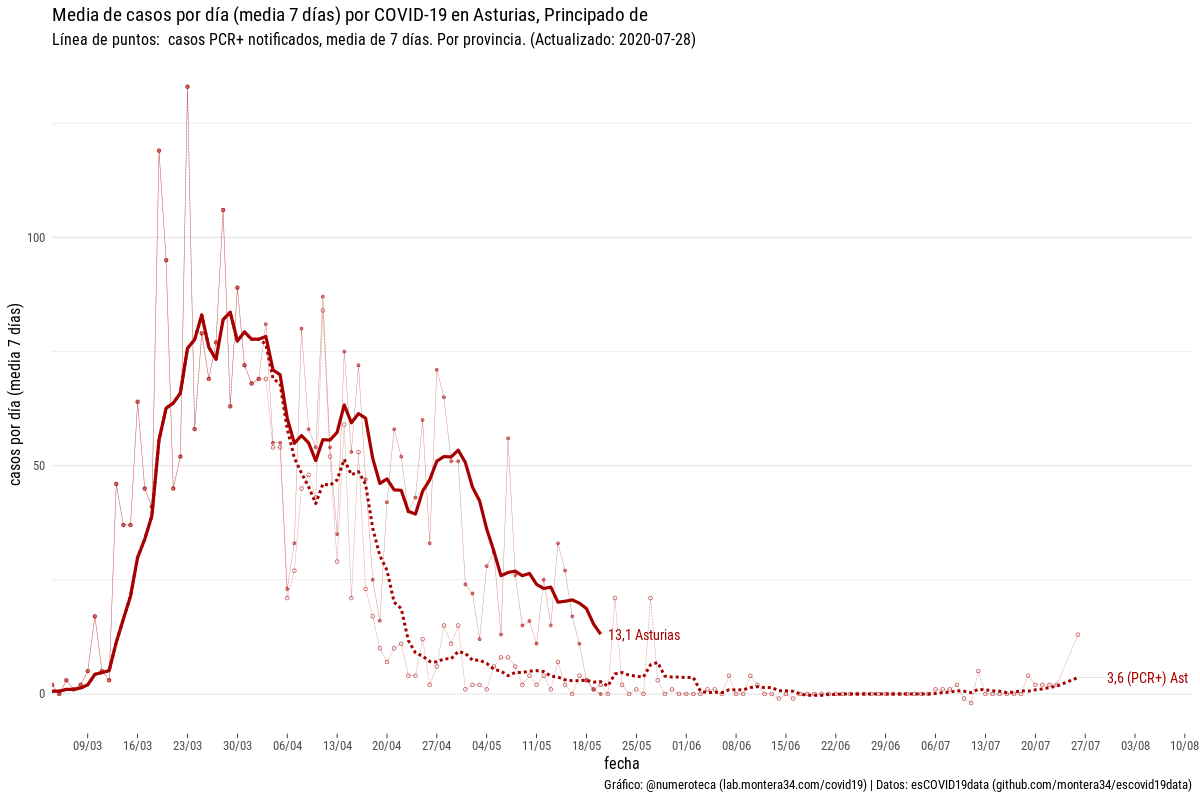 Media de casos por día (media 7 días) por COVID-19 en Asturias, Principado de
Línea de puntos:  casos PCR+ notificados, media de 7 días. Por provincia. (Actualizado: 2020-07-28)
casos por día (media 7 días)
100
50
0
13,1 Asturias
3,6 (PCR+) Ast
09/03 16/03 23/03 30/03 06/04 13/04 20/04 27/04 04/05 11/05 18/05 25/05 01/06 08/06 15/06 22/06 29/06 06/07 13/07 20/07 27/07 03/08 10/08
fecha
Gráfico: @numeroteca (lab.montera34.com/covid19) | Datos: esCOVID19data (github.com/montera34/escovid19data)